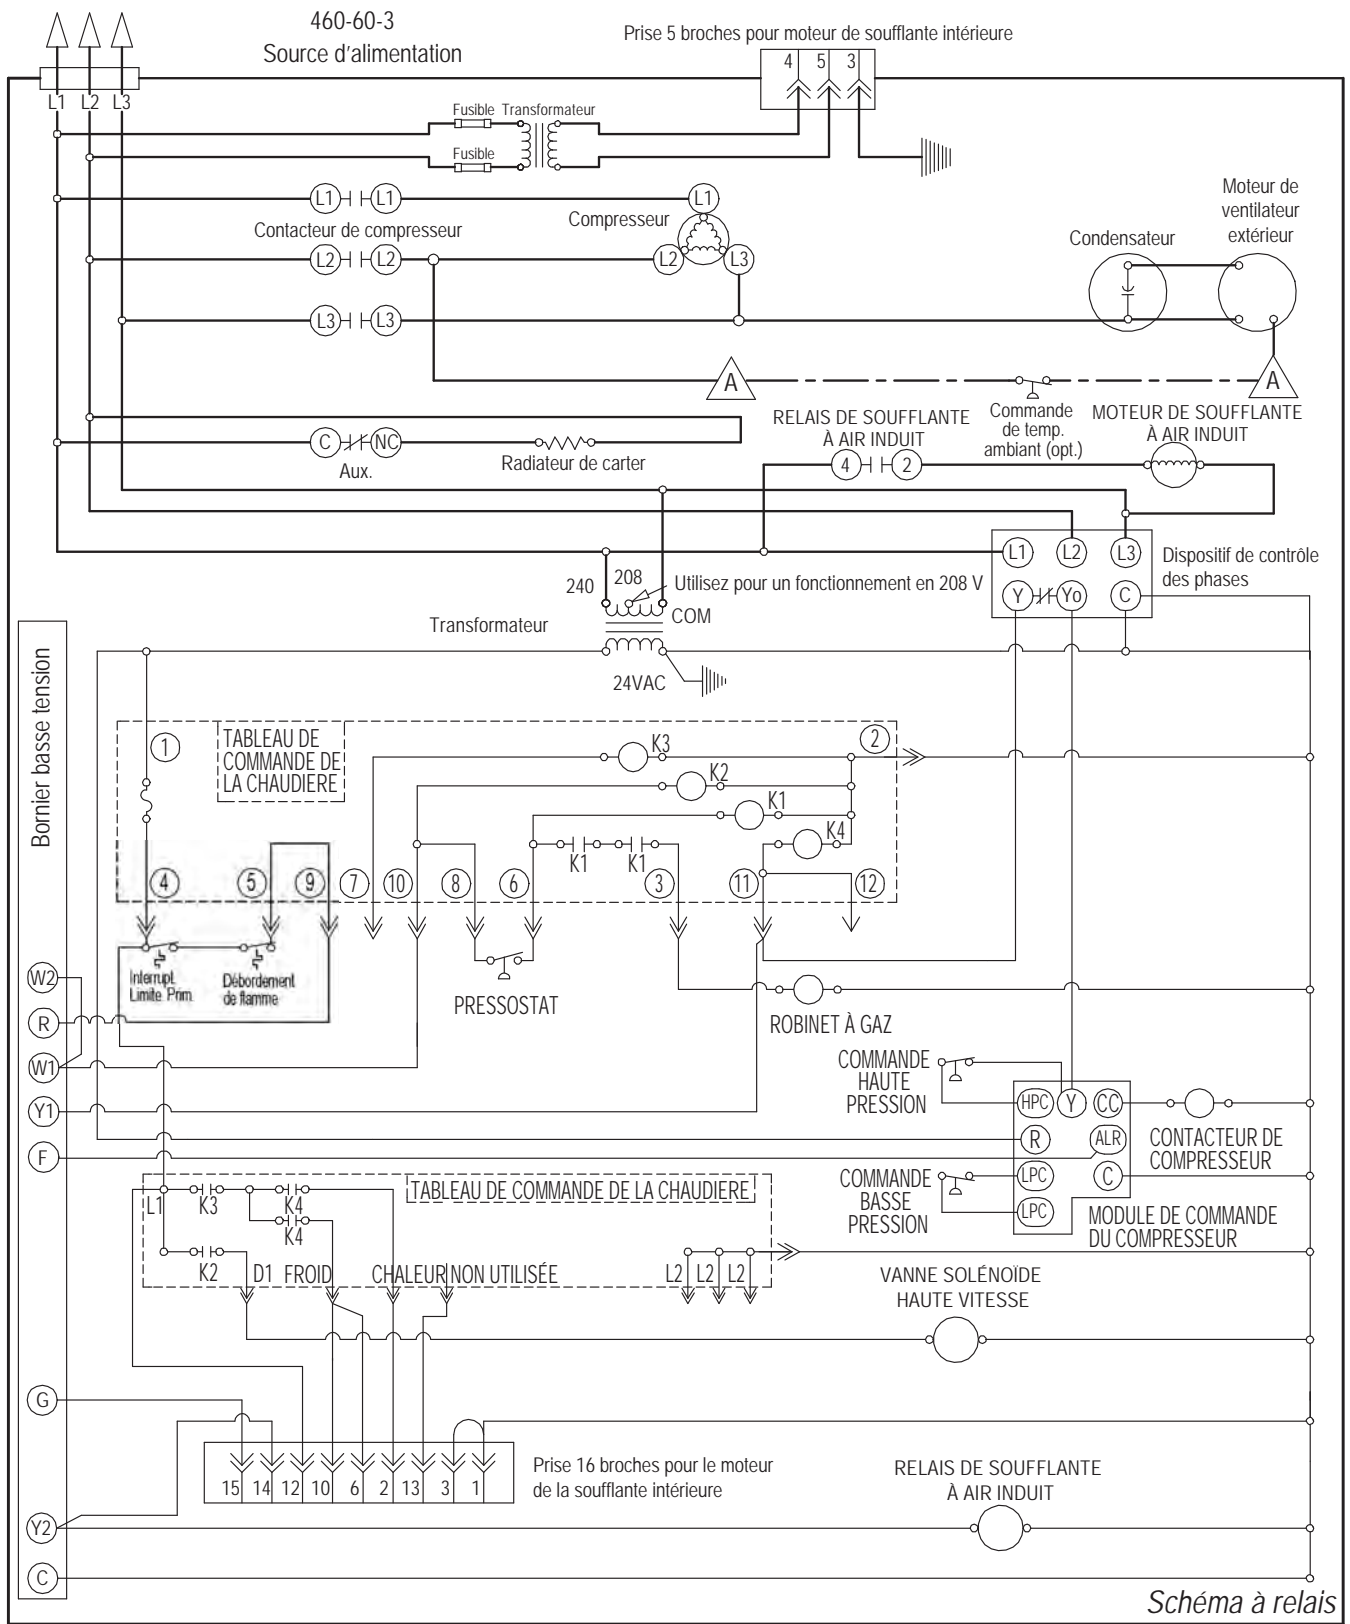 460-60-3
Source d'alimentation
Prise 5 broches pour moteur de soufflante intérieure
4 5 3
L1 L2 L3
Fusible Transformateur
Fusible
L1 L1 L1
Contacteur de compresseur
Compresseur
L2 L2 L2 L3
L3 L3
Condensateur
Moteur de
ventilateur
extérieur
A A
Commande
de temp.
ambiant (opt.)
C NC
Aux.
Radiateur de carter
RELAIS DE SOUFFLANTE
À AIR INDUIT
4 2
MOTEUR DE SOUFFLANTE
À AIR INDUIT
L1 L2 L3
Y Yo C
Dispositif de contrôle
des phases
240 208
Utilisez pour un fonctionnement en 208 V
COM
Transformateur
24VAC
Bornier basse tension
1
TABLEAU DE
COMMANDE DE
LA CHAUDIERE
K3
2
K2
K1
K4
K1 K1
4 5 9 7 10 8 6 3 11 12
Interrupt.
Limite. Prim.
Débordement
de flamme
PRESSOSTAT
ROBINET À GAZ
W2
R
W1
Y1
F
COMMANDE
HAUTE
PRESSION
HPC Y CC
R ALR
LPC C
LPC
CONTACTEUR DE
COMPRESSEUR
COMMANDE
BASSE
PRESSION
MODULE DE COMMANDE
DU COMPRESSEUR
TABLEAU DE COMMANDE DE LA CHAUDIERE
L1 K3 K4
K4
K2 D1 FROID CHALEUR NON UTILISÉE L2 L2 L2
VANNE SOLÉNOÏDE
HAUTE VITESSE
G
15 14 12 10 6 2 13 3 1
Prise 16 broches pour le moteur
de la soufflante intérieure
RELAIS DE SOUFFLANTE
À AIR INDUIT
Y2
C
Schéma à relais